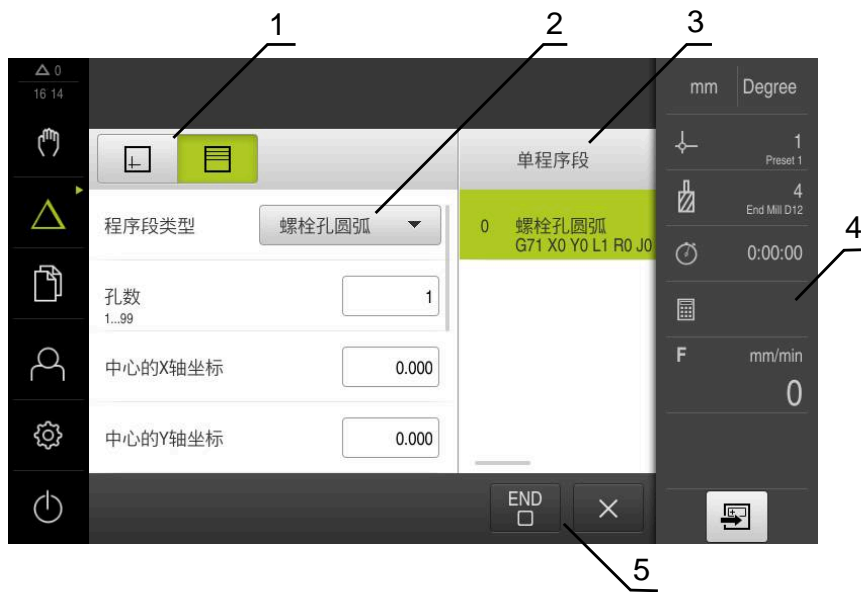 1
2
3
0
16 14
mm
Degree
单程序段
1
Preset 1
程序段类型
螺栓孔圆弧
0
螺栓孔圆弧
G71 X0 Y0 L1 R0 J0
4
End Mill D12
4
0:00:00
孔数
1...99
1
中心的X轴坐标
0.000
F
mm/min
0
中心的Y轴坐标
0.000
END
5